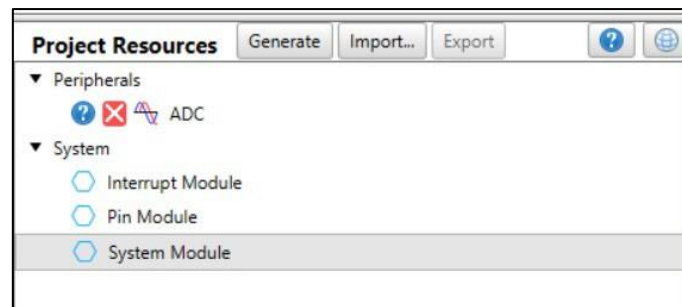 Project Resources Generate Import... Export ?
Peripherals
? ADC
System
Interrupt Module
Pin Module
System Module